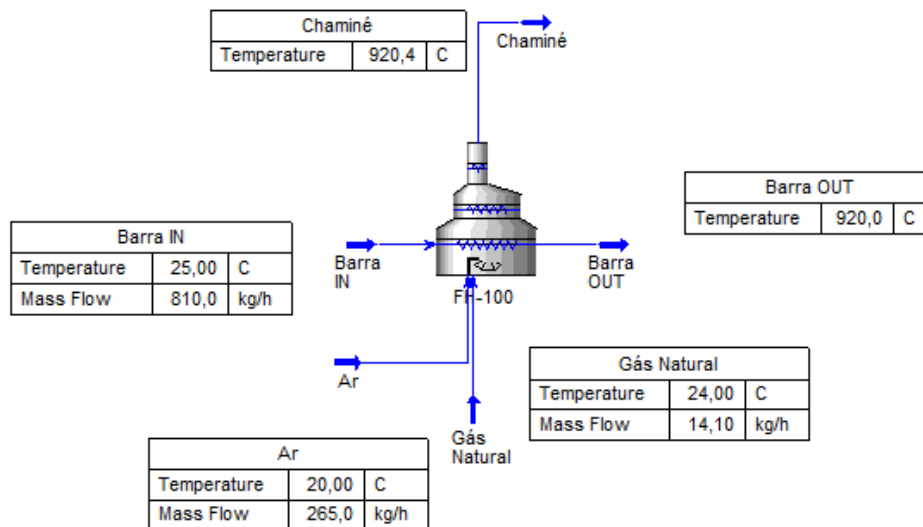 Chaminé
Temperature 920,4 C
Chaminé
Barra OUT
Temperature 920,0 C
Barra IN
Temperature 25,00 C
Mass Flow 810,0 kg/h
Barra
IN
Barra
OUT
FH-100
Ar
Gás Natural
Temperature 24,00 C
Mass Flow 14,10 kg/h
Gás
Natural
Ar
Temperature 20,00 C
Mass Flow 265,0 kg/h